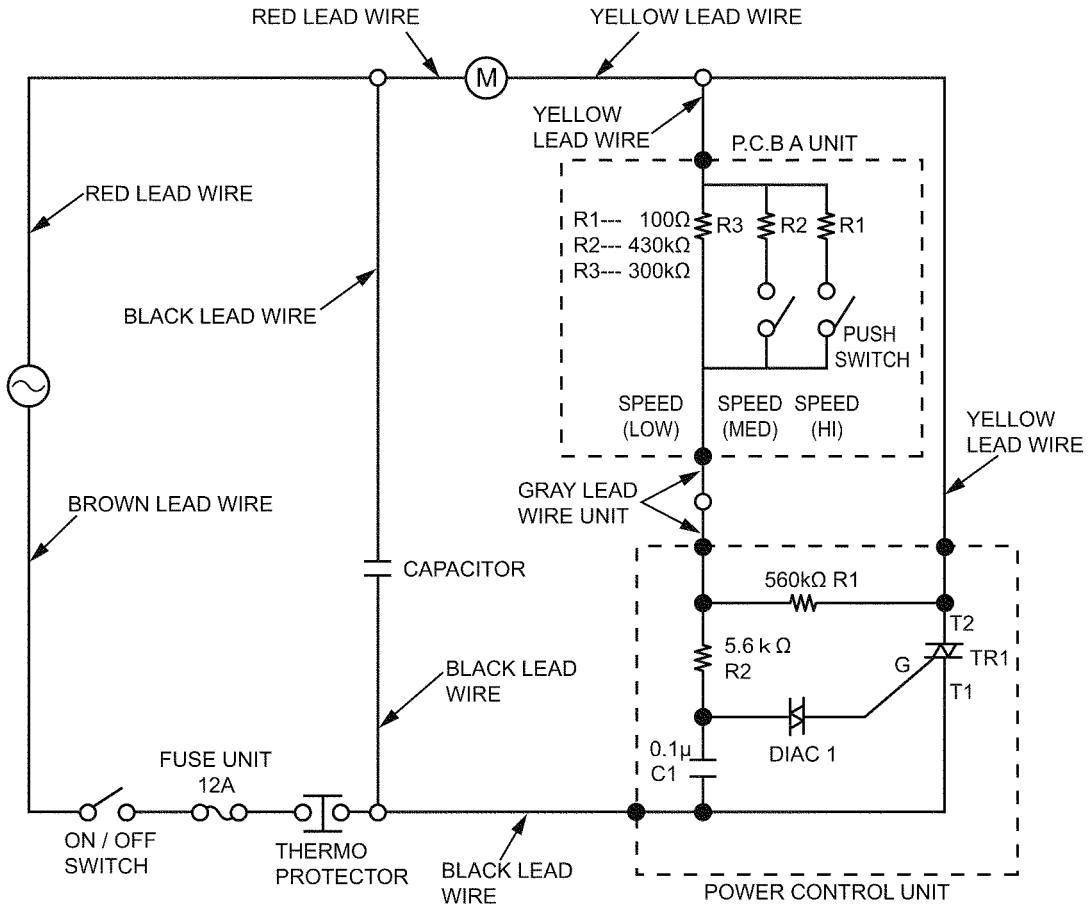 RED LEAD WIRE
YELLOW LEAD WIRE
M
YELLOW
LEAD WIRE
P.C.B A UNIT
RED LEAD WIRE
R1--- 100Ω
R2--- 430kΩ
R3--- 300kΩ
R3
R2
R1
BLACK LEAD WIRE
PUSH
SWITCH
SPEED
(LOW)
SPEED
(MED)
SPEED
(HI)
YELLOW
LEAD WIRE
BROWN LEAD WIRE
GRAY LEAD
WIRE UNIT
CAPACITOR
560kΩ R1
T2
5.6 k Ω
R2
G
TR1
T1
BLACK LEAD
WIRE
DIAC 1
0.1μ
C1
FUSE UNIT
12A
ON / OFF
SWITCH
THERMO
PROTECTOR
BLACK LEAD
WIRE
POWER CONTROL UNIT